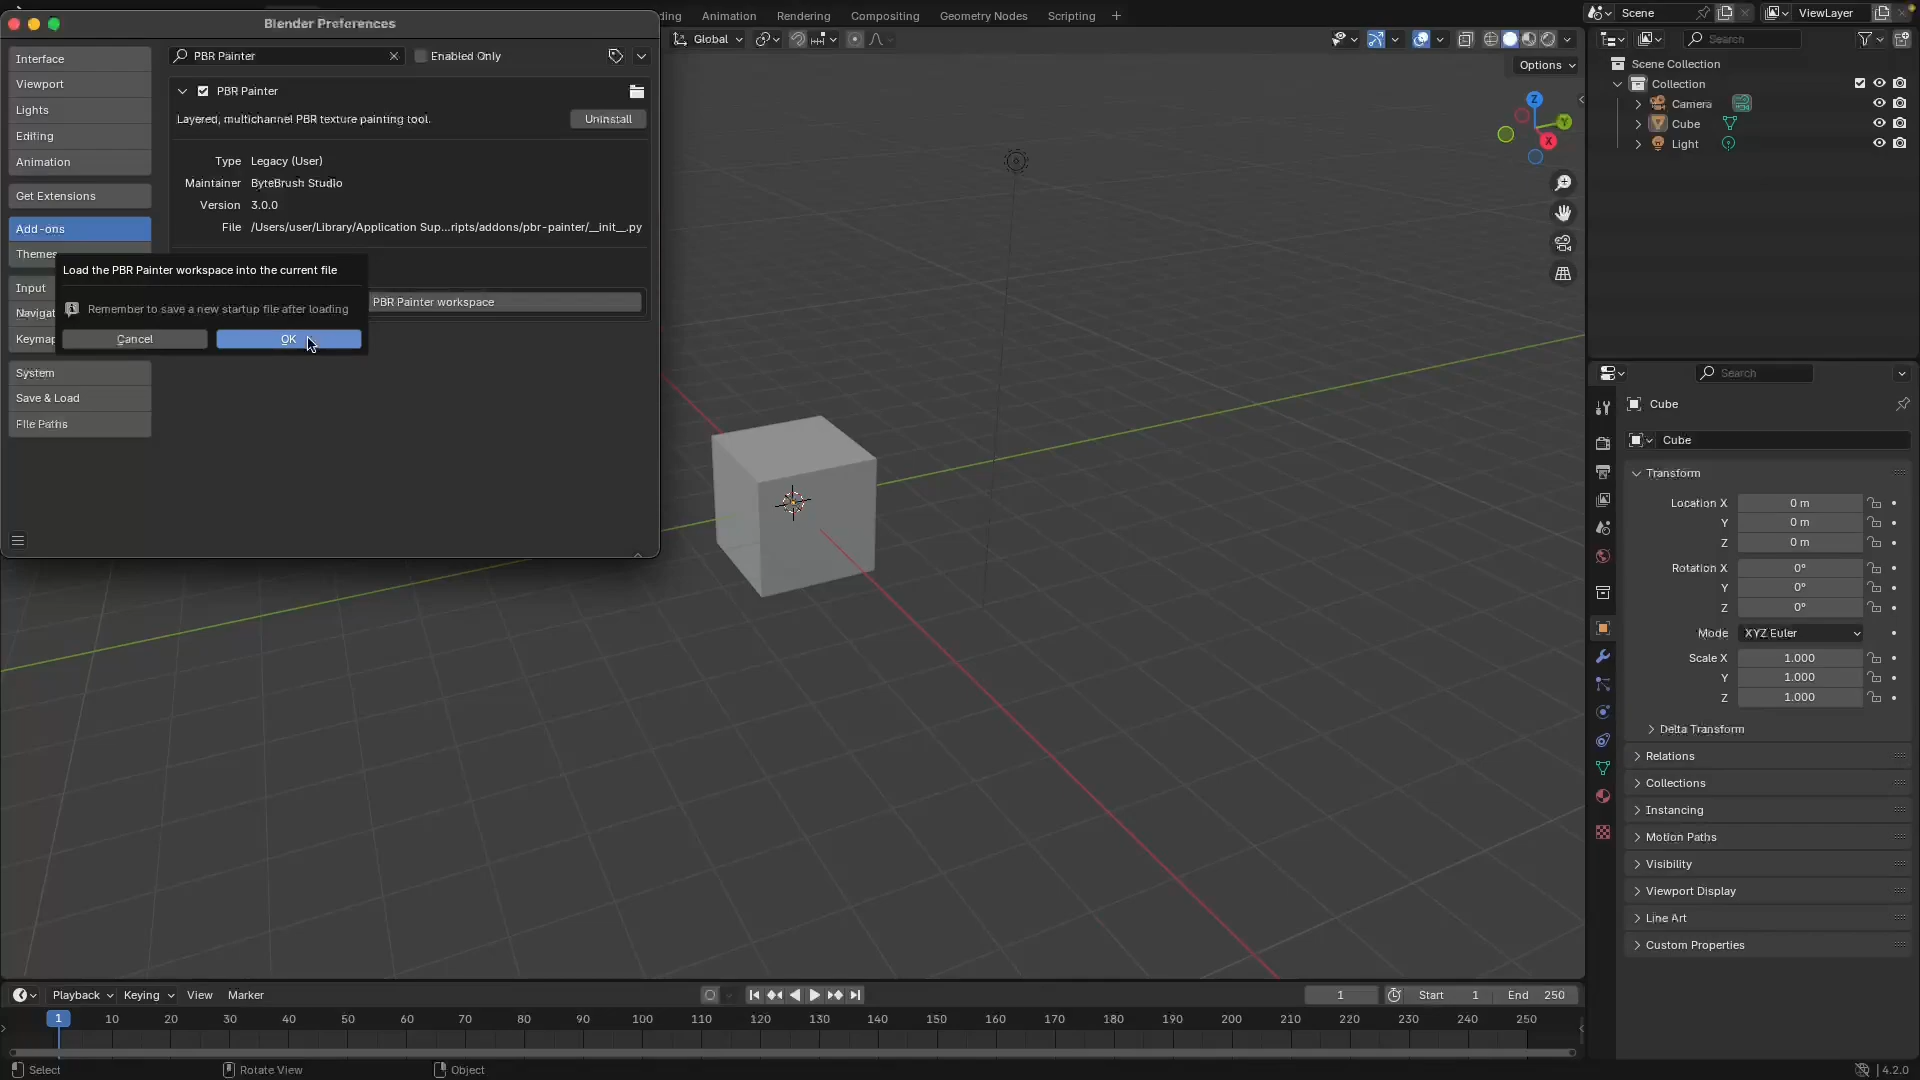 Blender Preferences
ding
Animation
Rendering
Compositing
Geometry Nodes
Scripting
Scene
ViewLayer
Interface
Viewport
Lights
Editing
Animation
Get Extensions
Add-ons
Themes
Input
Navigat
Keymap
System
Save & Load
File Paths
PBR Painter
Enabled Only
PBR Painter
Layered, multichannel PBR texture painting tool.
Uninstall
Type Legacy (User)
Maintainer ByteBrush Studio
Version 3.0.0
File /Users/user/Library/Application Sup...ripts/addons/pbr-painter/__init__.py
Load the PBR Painter workspace into the current file
Remember to save a new startup file after loading
Cancel
OK
PBR Painter workspace
Global
Options
Z
Y
X
Search
Scene Collection
Collection
Camera
Cube
Light
Search
Cube
Cube
Transform
Location X 0 m
Y 0 m
Z 0 m
Rotation X 0°
Y 0°
Z 0°
Mode XYZ Euler
Scale X 1.000
Y 1.000
Z 1.000
Delta Transform
Relations
Collections
Instancing
Motion Paths
Visibility
Viewport Display
Line Art
Custom Properties
Playback
Keying
View
Marker
1
Start 1
End 250
1 10 20 30 40 50 60 70 80 90 100 110 120 130 140 150 160 170 180 190 200 210 220 230 240 250
Select
Rotate View
Object
4.2.0